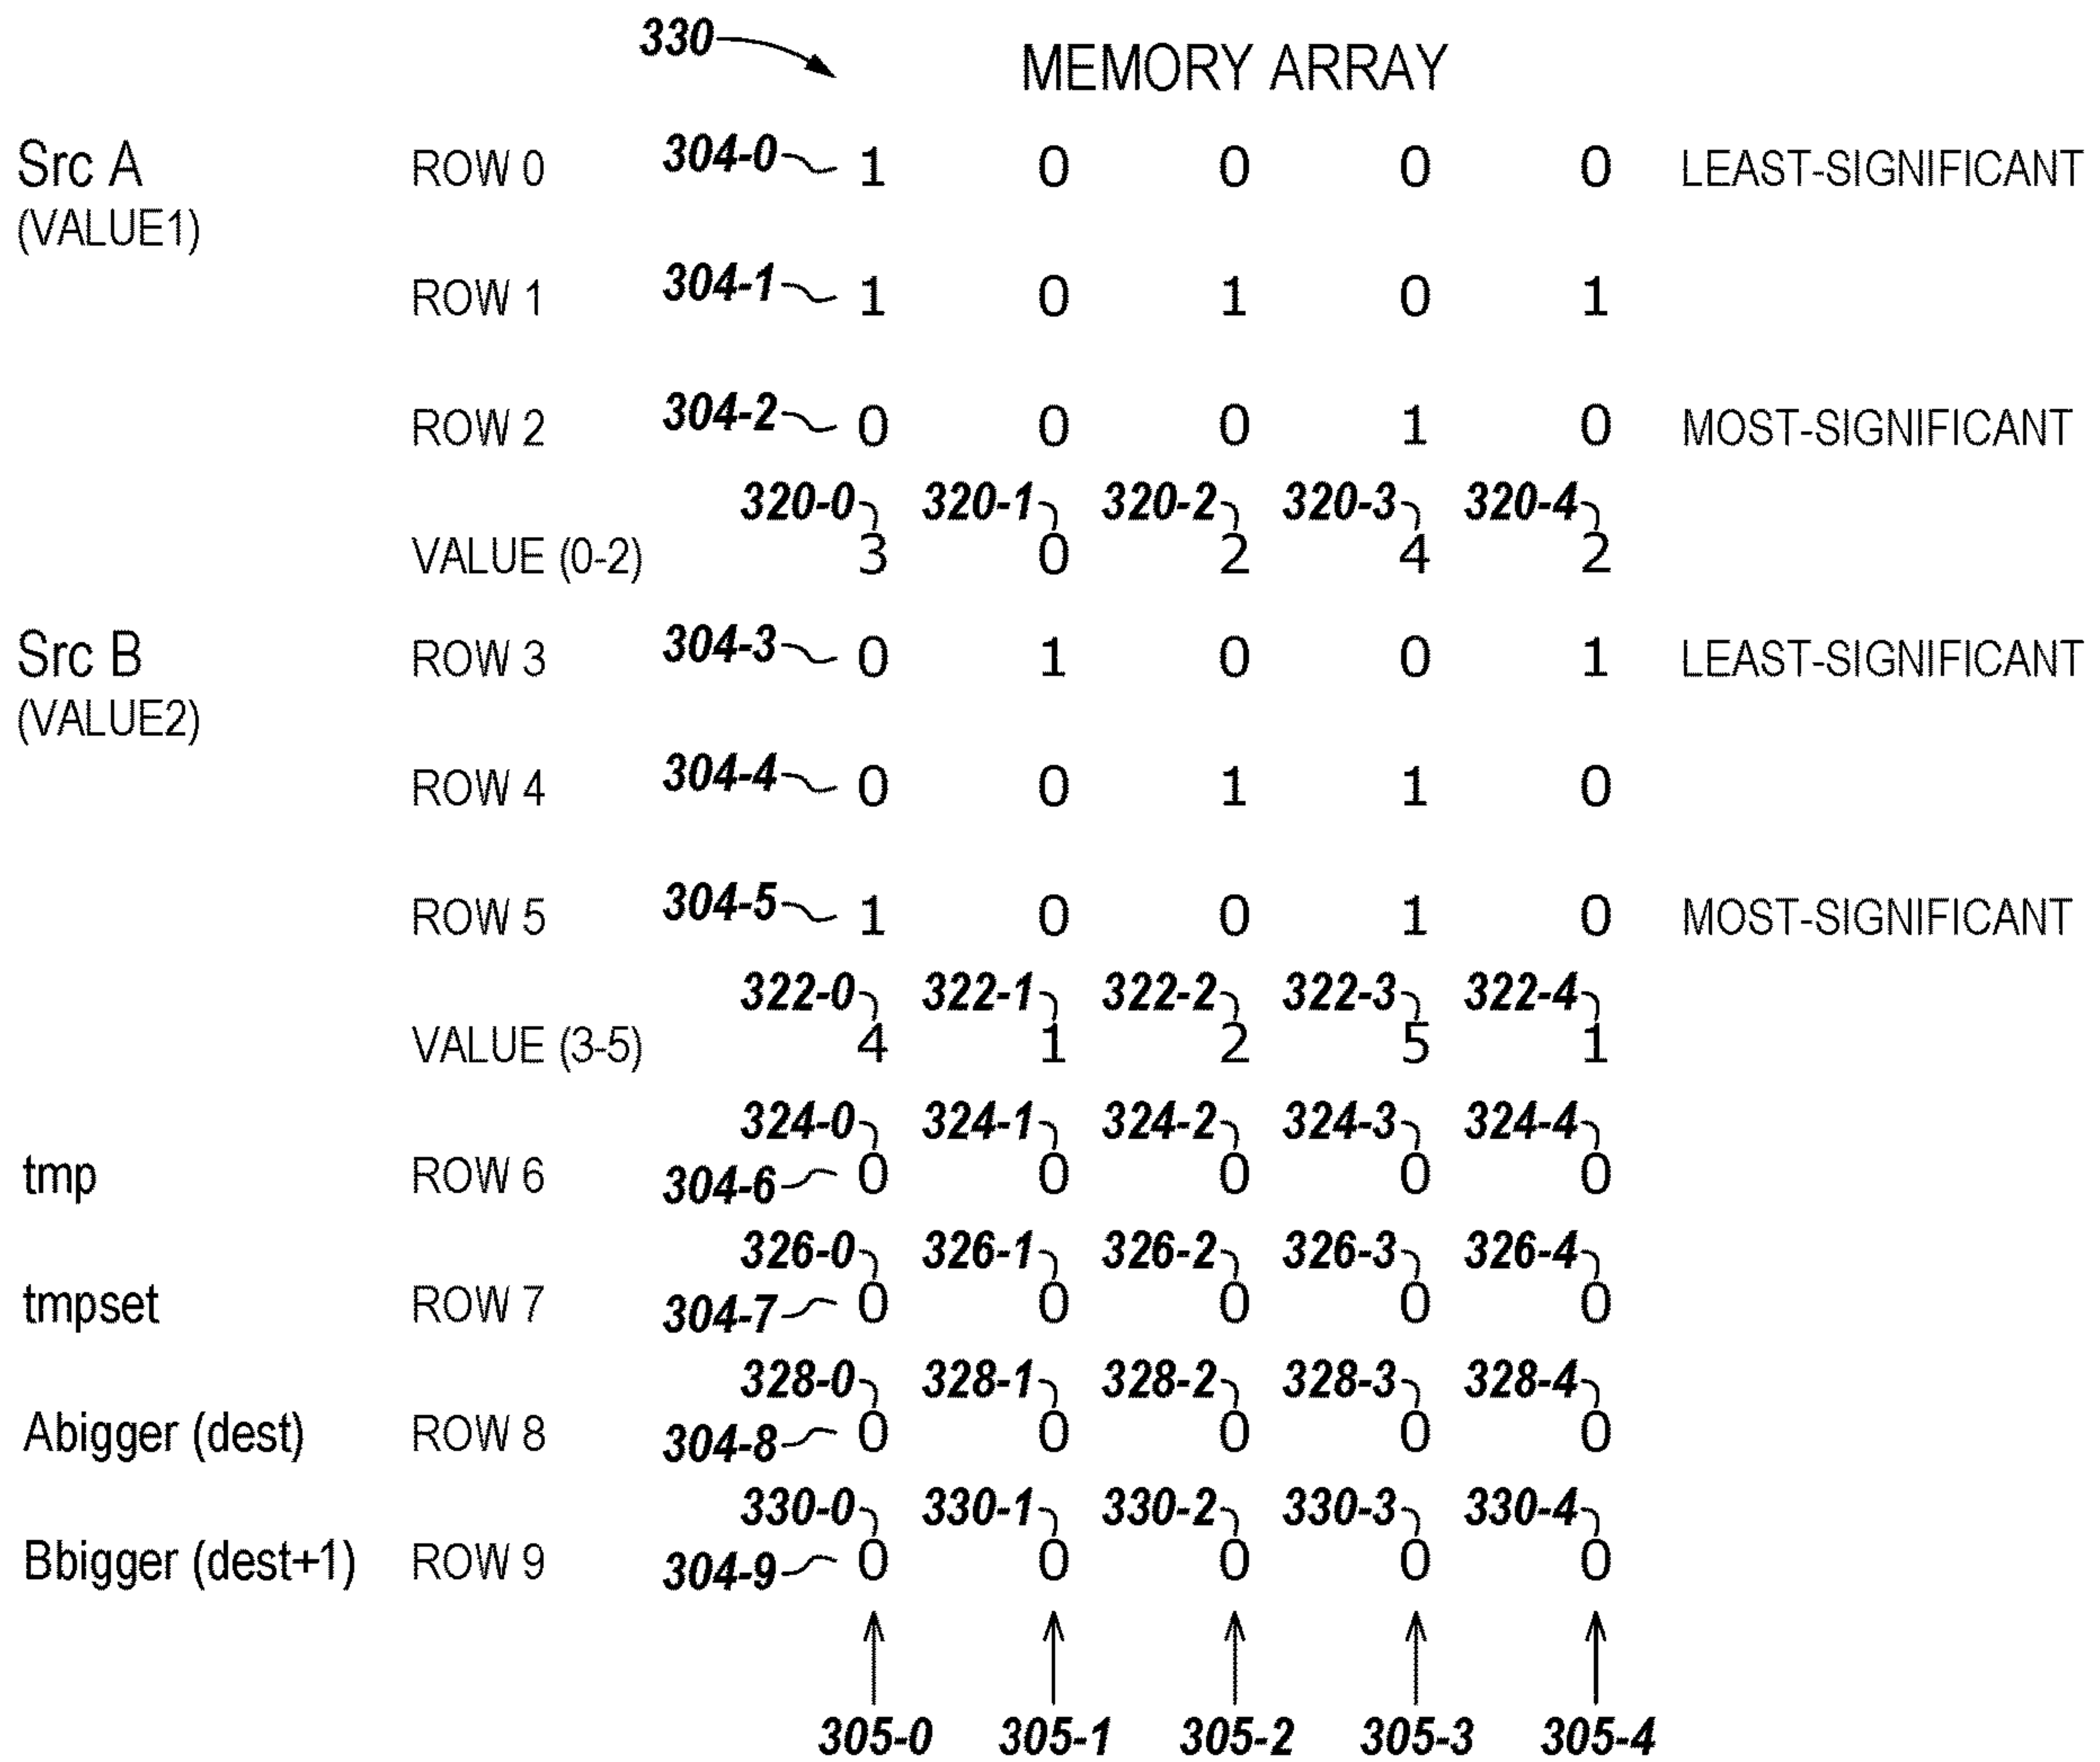 330 MEMORY ARRAY
Src A ROW 0 304-0 1 0 0 0 0 LEAST-SIGNIFICANT
(VALUE1)
ROW 1 304-1 1 0 1 0 1
ROW 2 304-2 0 0 0 1 0 MOST-SIGNIFICANT
320-0 320-1 320-2 320-3 320-4
VALUE (0-2) 3 0 2 4 2
Src B ROW 3 304-3 0 1 0 0 1 LEAST-SIGNIFICANT
(VALUE2)
ROW 4 304-4 0 0 1 1 0
ROW 5 304-5 1 0 0 1 0 MOST-SIGNIFICANT
322-0 322-1 322-2 322-3 322-4
VALUE (3-5) 4 1 2 5 1
324-0 324-1 324-2 324-3 324-4
tmp ROW 6 304-6 0 0 0 0 0
326-0 326-1 326-2 326-3 326-4
tmpset ROW 7 304-7 0 0 0 0 0
328-0 328-1 328-2 328-3 328-4
Abigger (dest) ROW 8 304-8 0 0 0 0 0
330-0 330-1 330-2 330-3 330-4
Bbigger (dest+1) ROW 9 304-9 0 0 0 0 0
305-0 305-1 305-2 305-3 305-4